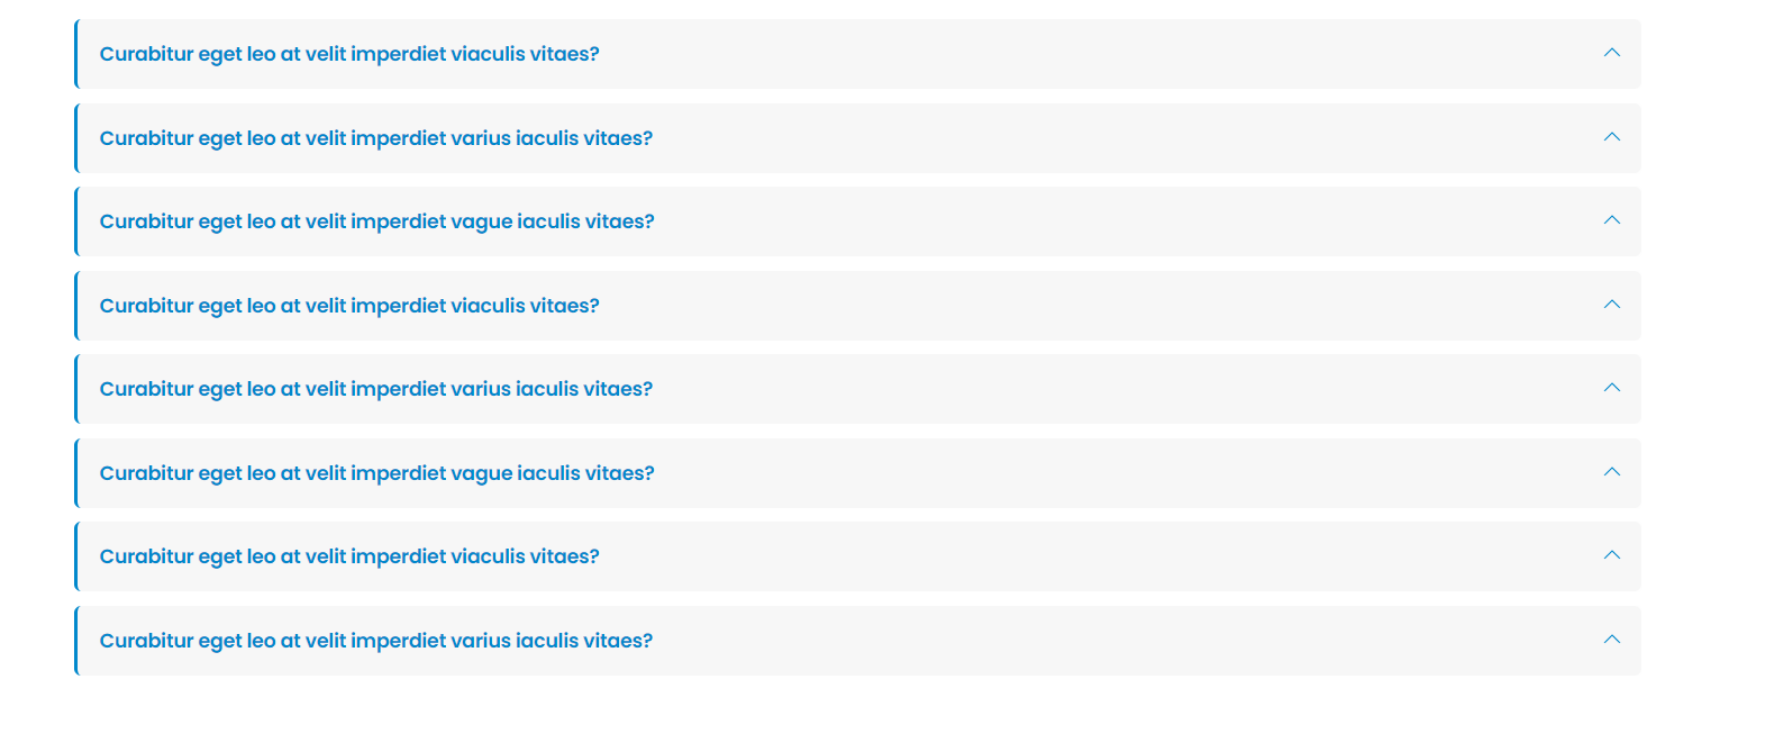 Curabitur eget leo at velit imperdiet viaculis vitaes?
Curabitur eget leo at velit imperdiet varius iaculis vitaes?
Curabitur eget leo at velit imperdiet vague iaculis vitaes?
Curabitur eget leo at velit imperdiet viaculis vitaes?
Curabitur eget leo at velit imperdiet varius iaculis vitaes?
Curabitur eget leo at velit imperdiet vague iaculis vitaes?
Curabitur eget leo at velit imperdiet viaculis vitaes?
Curabitur eget leo at velit imperdiet varius iaculis vitaes?